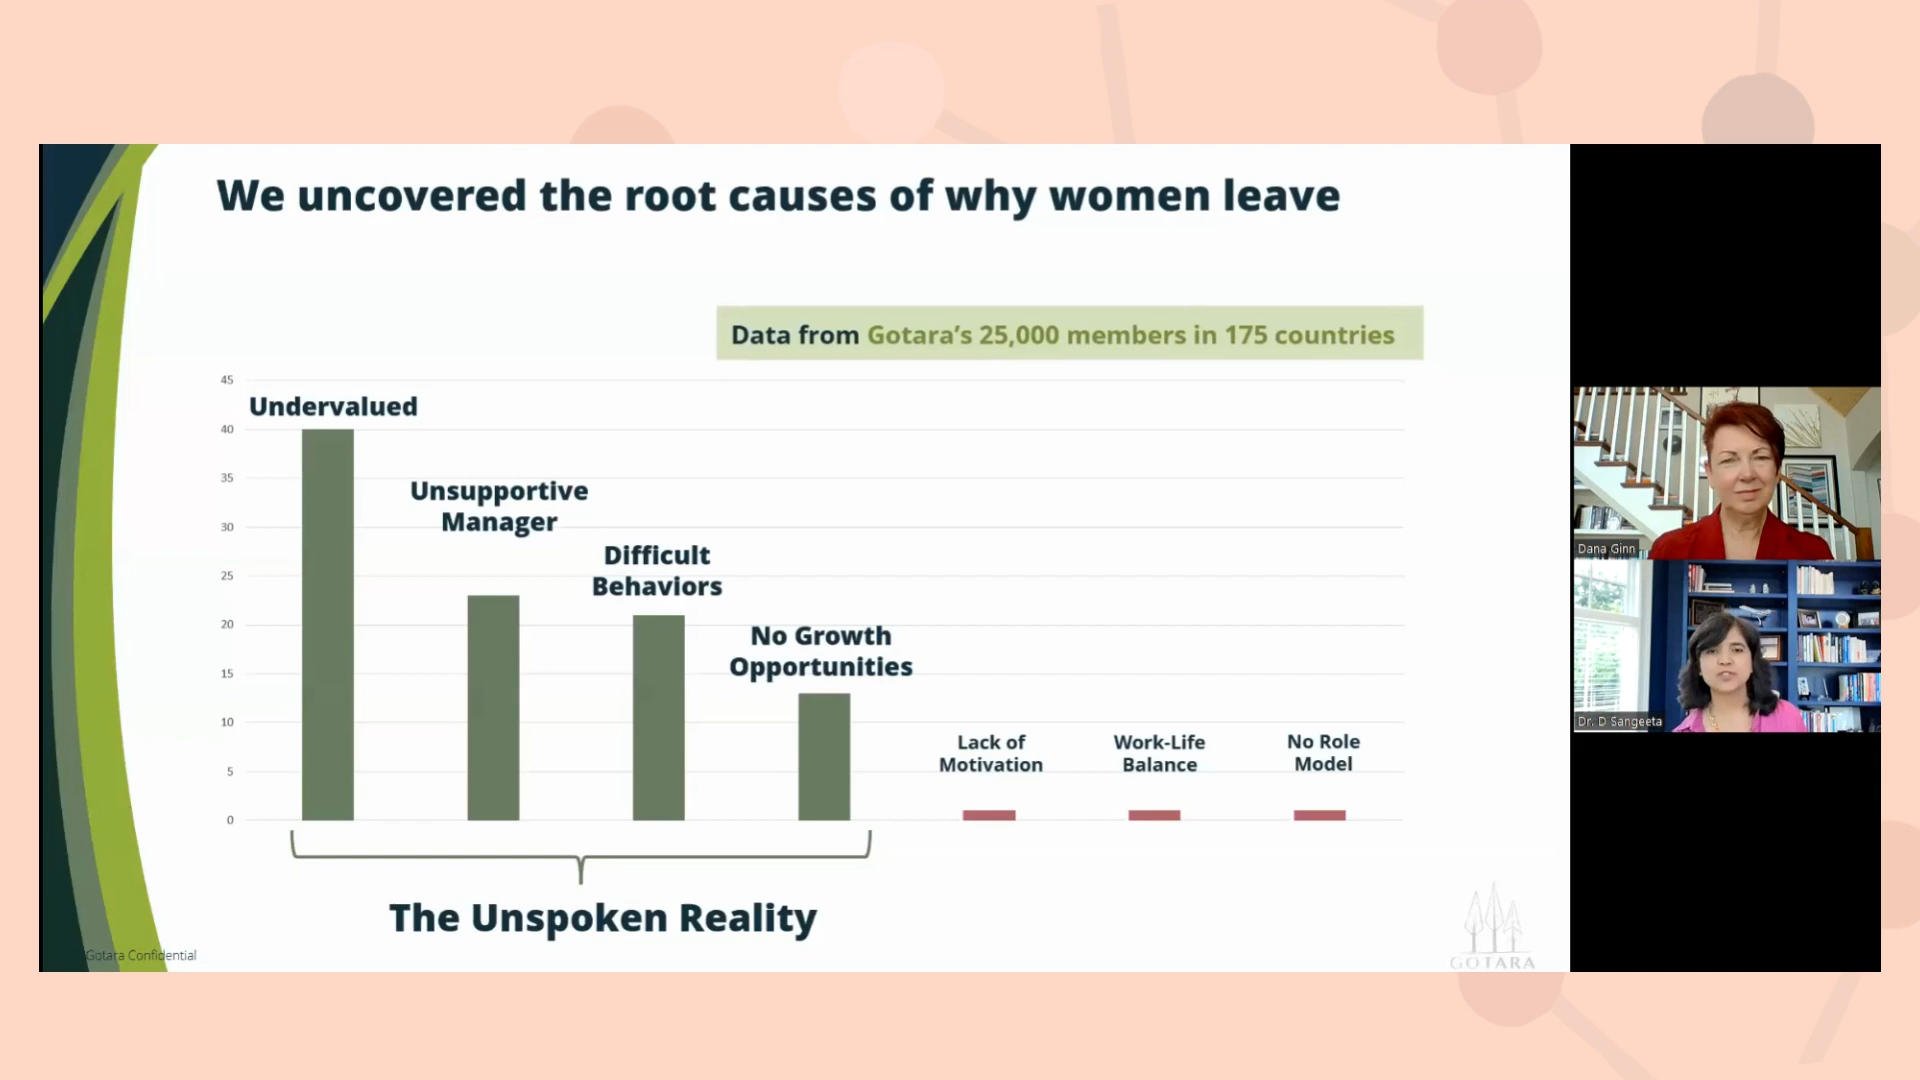 We uncovered the root causes of why women leave
Data from Gotara’s 25,000 members in 175 countries
45
40
35
30
25
20
15
10
5
0
Undervalued
Unsupportive
Manager
Difficult
Behaviors
No Growth
Opportunities
Lack of
Motivation
Work-Life
Balance
No Role
Model
The Unspoken Reality
Gotara Confidential
GOTARA
Dana Ginn
Dr. D Sangeeta